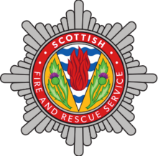 SCOTTISH
FIRE AND RESCUE SERVICE